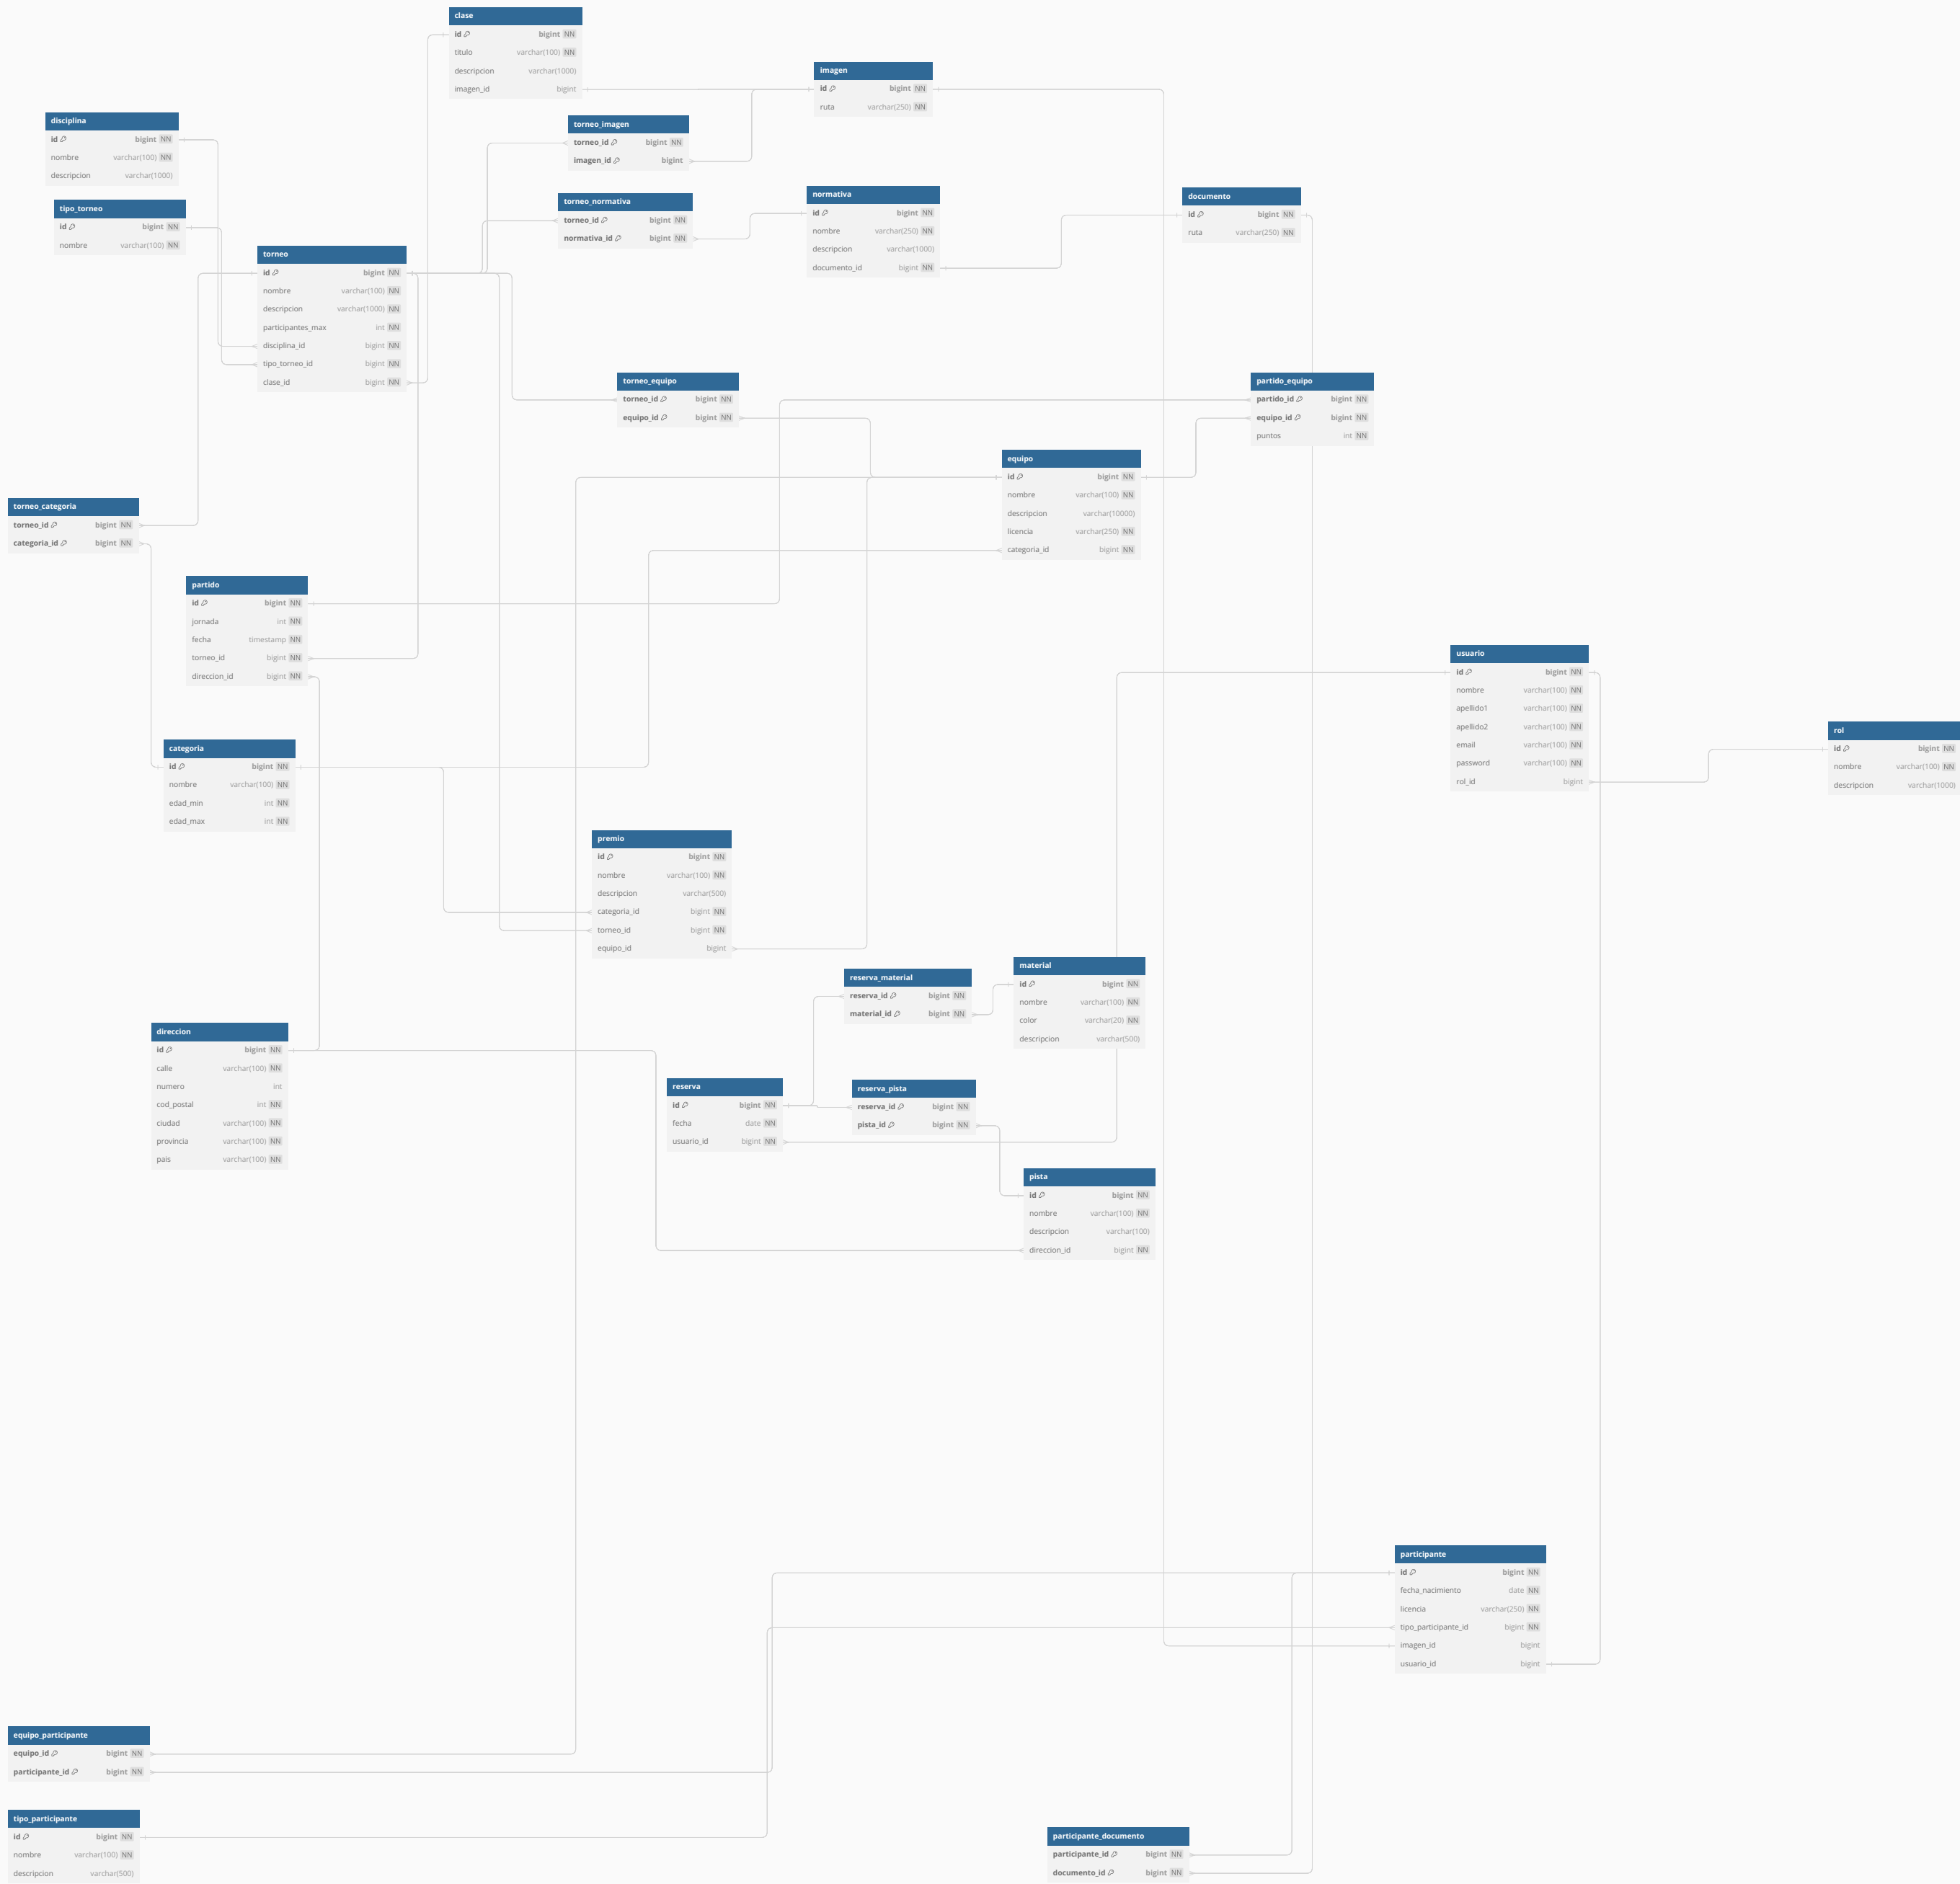 clase
id bigint NN
titulo varchar(100) NN
descripcion varchar(1000)
imagen_id bigint
imagen
id bigint NN
ruta varchar(250) NN
disciplina
id bigint NN
nombre varchar(100) NN
descripcion varchar(1000)
torneo_imagen
torneo_id bigint NN
imagen_id bigint
tipo_torneo
id bigint NN
nombre varchar(100) NN
torneo_normativa
torneo_id bigint NN
normativa_id bigint NN
normativa
id bigint NN
nombre varchar(250) NN
descripcion varchar(1000)
documento_id bigint NN
documento
id bigint NN
ruta varchar(250) NN
torneo
id bigint NN
nombre varchar(100) NN
descripcion varchar(1000) NN
participantes_max int NN
disciplina_id bigint NN
tipo_torneo_id bigint NN
clase_id bigint NN
torneo_equipo
torneo_id bigint NN
equipo_id bigint NN
partido_equipo
partido_id bigint NN
equipo_id bigint NN
puntos int NN
equipo
id bigint NN
nombre varchar(100) NN
descripcion varchar(10000)
licencia varchar(250) NN
categoria_id bigint NN
torneo_categoria
torneo_id bigint NN
categoria_id bigint NN
partido
id bigint NN
jornada int NN
fecha timestamp NN
torneo_id bigint NN
direccion_id bigint NN
usuario
id bigint NN
nombre varchar(100) NN
apellido1 varchar(100) NN
apellido2 varchar(100) NN
email varchar(100) NN
password varchar(100) NN
rol_id bigint
rol
id bigint NN
nombre varchar(100) NN
descripcion varchar(1000)
categoria
id bigint NN
nombre varchar(100) NN
edad_min int NN
edad_max int NN
premio
id bigint NN
nombre varchar(100) NN
descripcion varchar(500)
categoria_id bigint NN
torneo_id bigint NN
equipo_id bigint
reserva_material
reserva_id bigint NN
material_id bigint NN
material
id bigint NN
nombre varchar(100) NN
color varchar(20) NN
descripcion varchar(500)
direccion
id bigint NN
calle varchar(100) NN
numero int
cod_postal int NN
ciudad varchar(100) NN
provincia varchar(100) NN
pais varchar(100) NN
reserva
id bigint NN
fecha date NN
usuario_id bigint NN
reserva_pista
reserva_id bigint NN
pista_id bigint NN
pista
id bigint NN
nombre varchar(100) NN
descripcion varchar(100)
direccion_id bigint NN
participante
id bigint NN
fecha_nacimiento date NN
licencia varchar(250) NN
tipo_participante_id bigint NN
imagen_id bigint
usuario_id bigint
equipo_participante
equipo_id bigint NN
participante_id bigint NN
tipo_participante
id bigint NN
nombre varchar(100) NN
descripcion varchar(500)
participante_documento
participante_id bigint NN
documento_id bigint NN